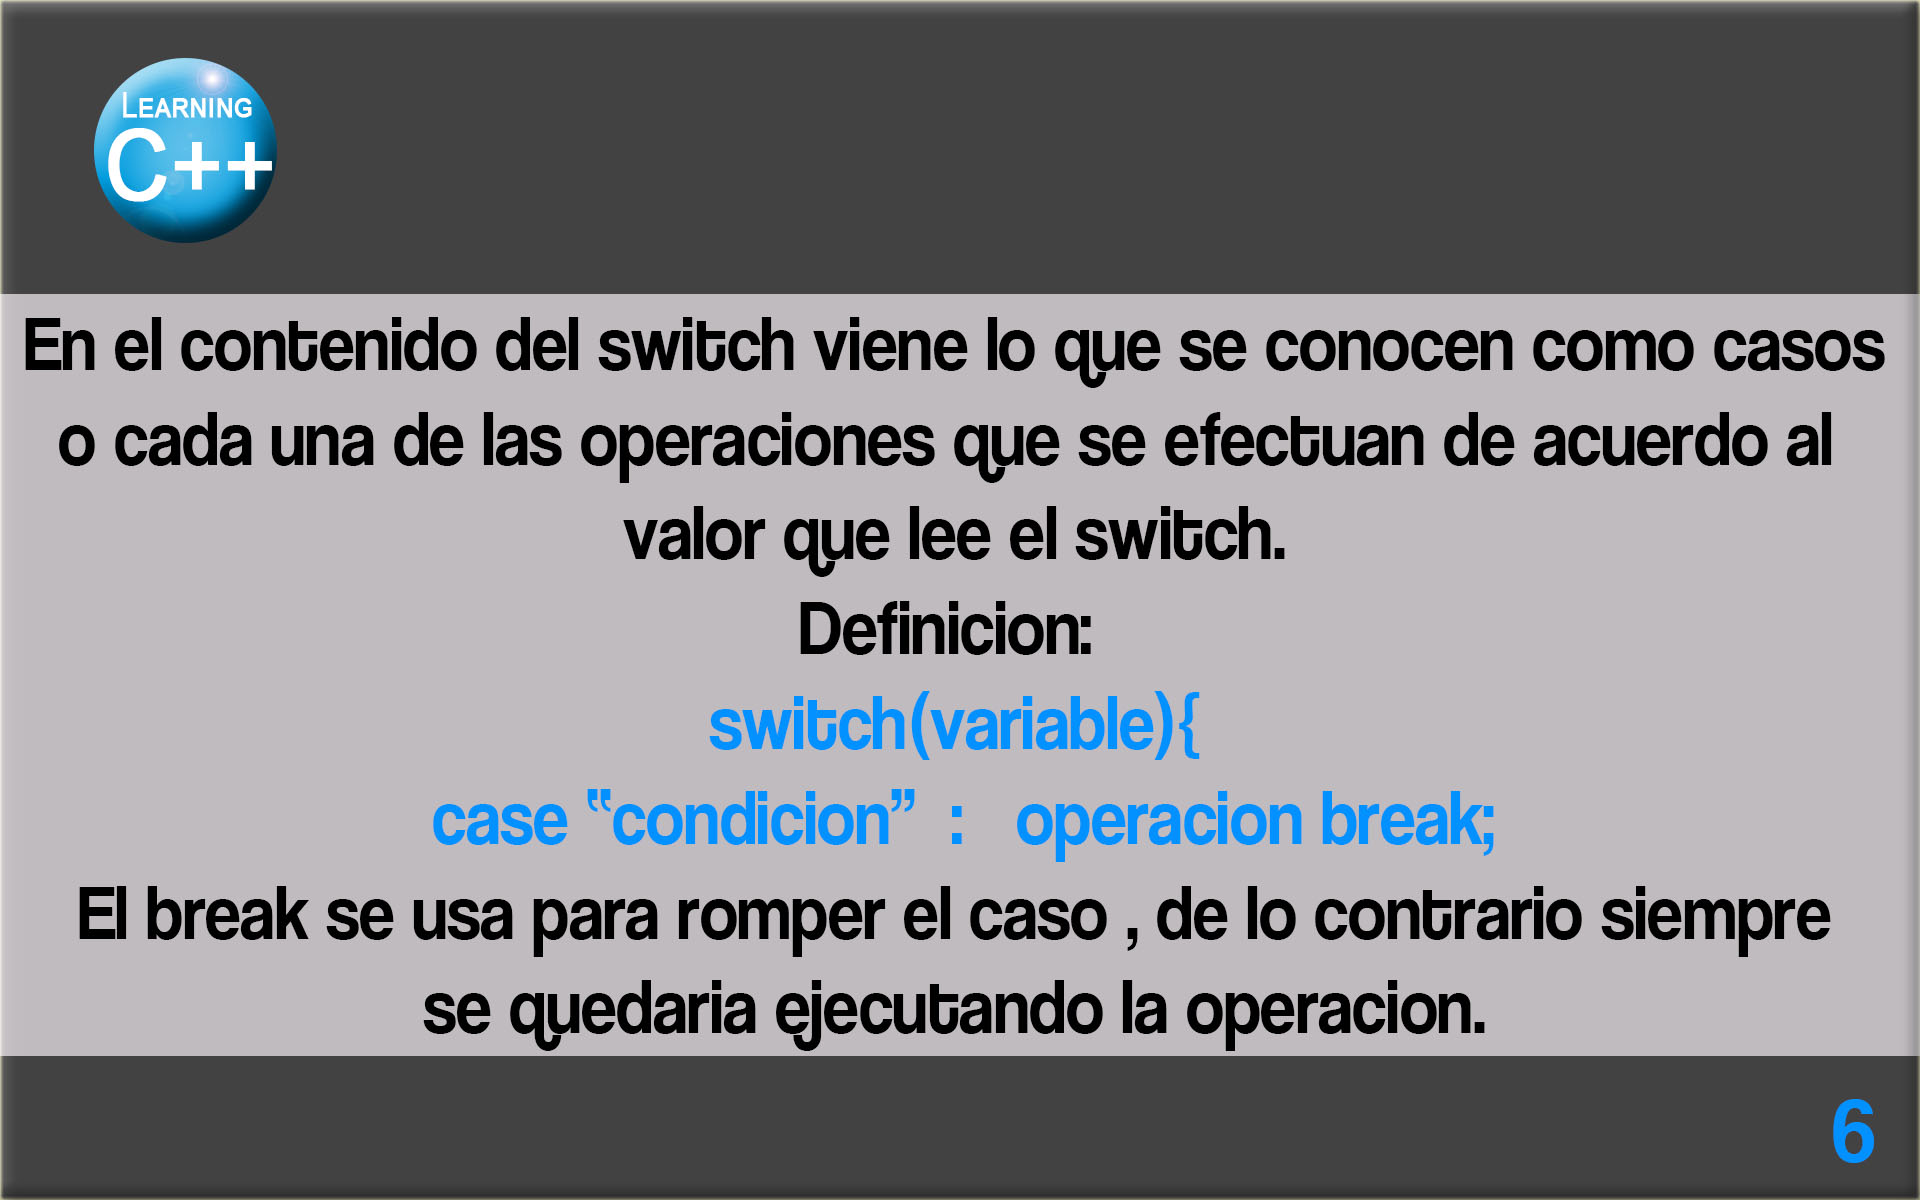 LEARNING
C++
En el contenido del switch viene lo que se conocen como casos
o cada una de las operaciones que se efectuan de acuerdo al
valor que lee el switch.
Definicion:
switch(variable){
case “condicion” : operacion break;
El break se usa para romper el caso , de lo contrario siempre
se quedaria ejecutando la operacion.
6